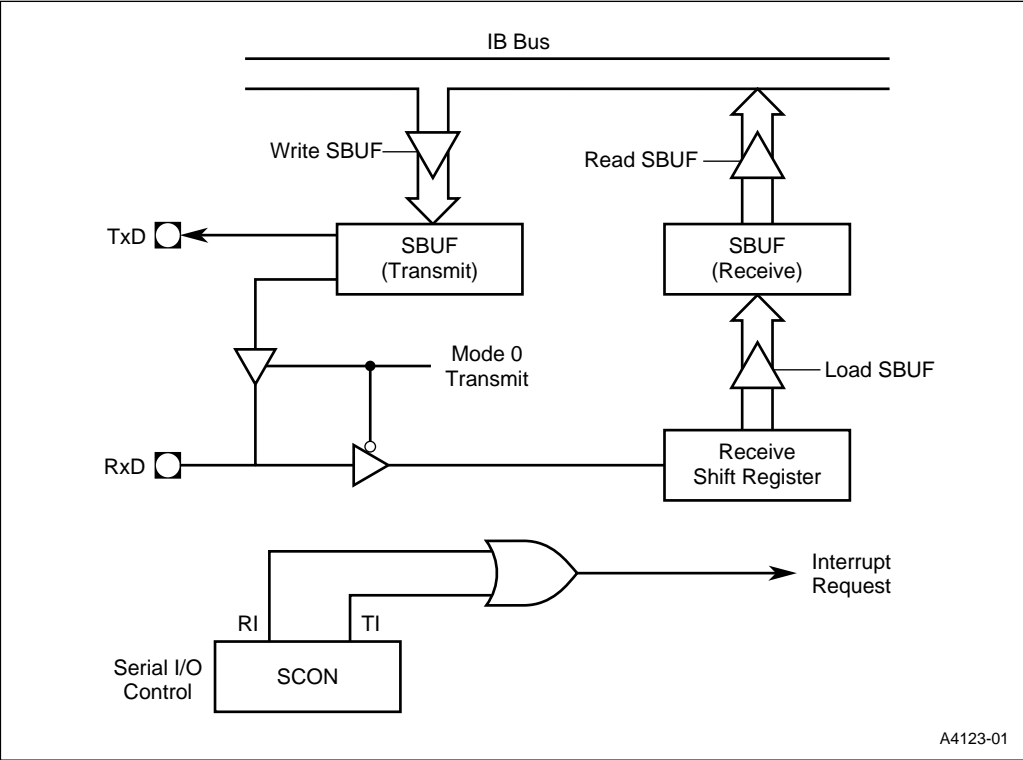 IB Bus
Write SBUF
Read SBUF
TxD
SBUF
(Transmit)
SBUF
(Receive)
Mode 0
Transmit
Load SBUF
RxD
Receive
Shift Register
Interrupt
Request
RI
TI
Serial I/O
Control
SCON
A4123-01